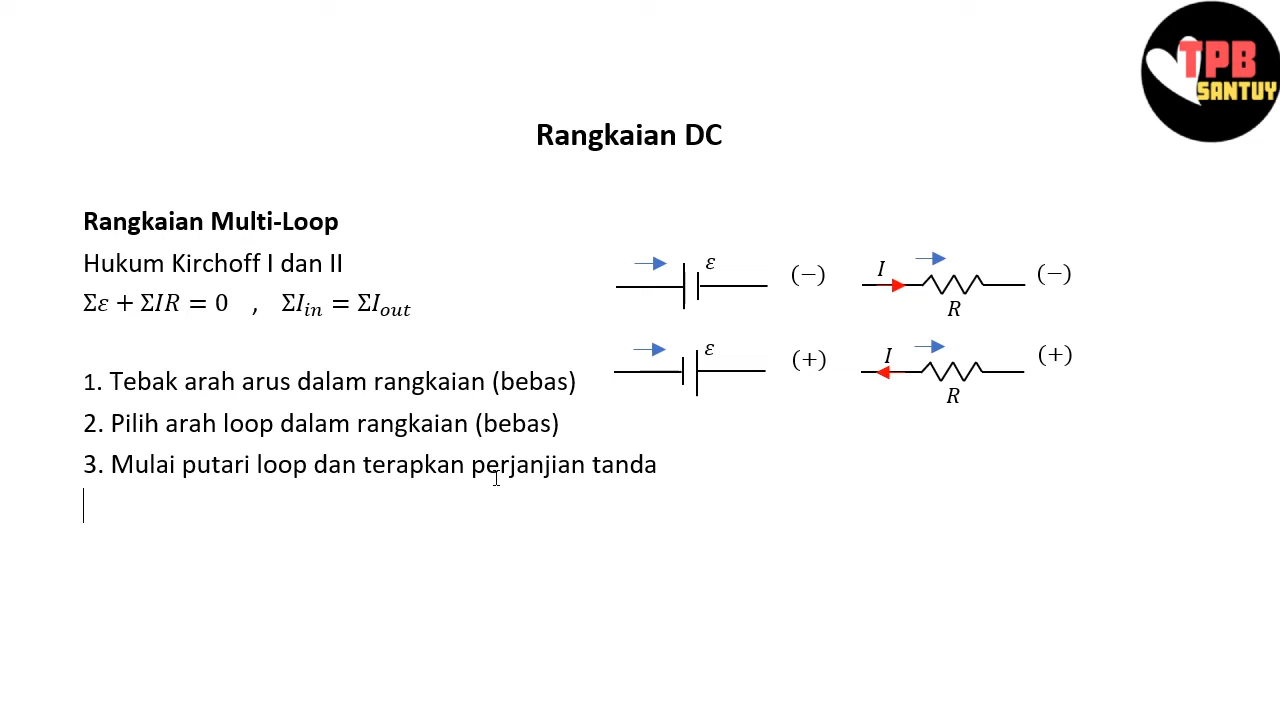 TPB
SANTUY
Rangkaian DC
Rangkaian Multi-Loop
Hukum Kirchoff I dan II
Σε + ΣIR = 0 , ΣI_in = ΣI_out
1. Tebak arah arus dalam rangkaian (bebas)
2. Pilih arah loop dalam rangkaian (bebas)
3. Mulai putari loop dan terapkan perjanjian tanda
ε (−) I R (−)
ε (+) I R (+)